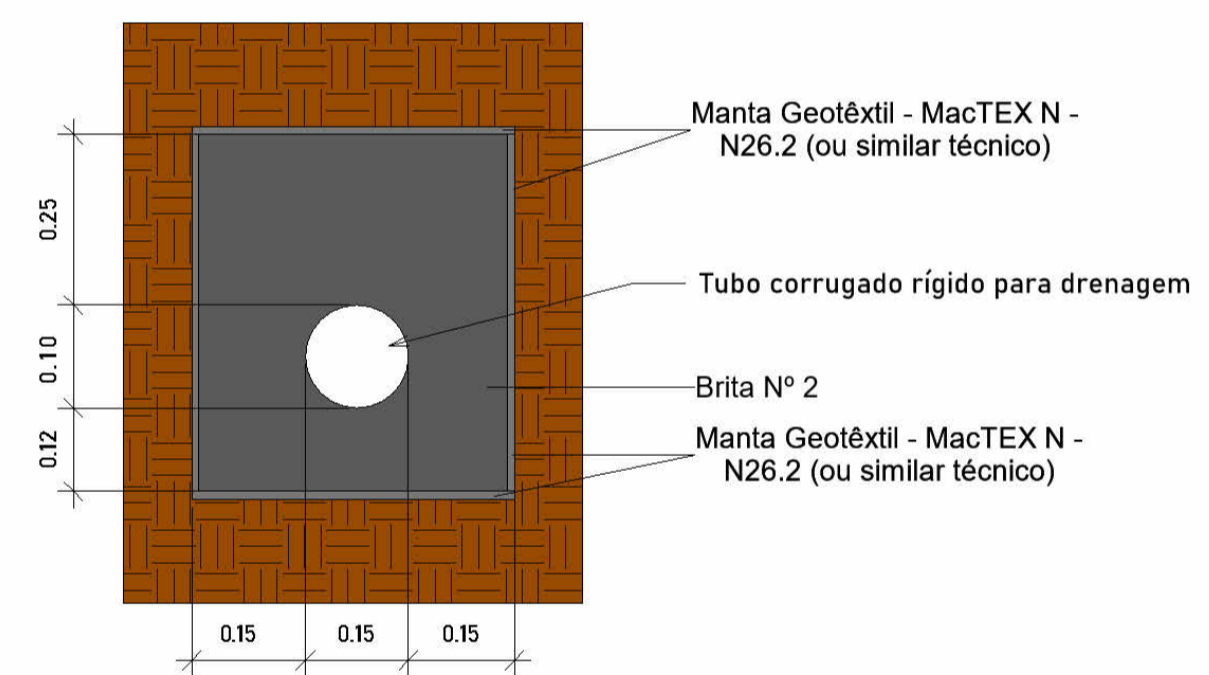 Manta Geotêxtil - MacTEX N -
N26.2 (ou similar técnico)
0.25
Tubo corrugado rígido para drenagem
0.10
Brita Nº 2
0.12
Manta Geotêxtil - MacTEX N -
N26.2 (ou similar técnico)
0.15 0.15 0.15